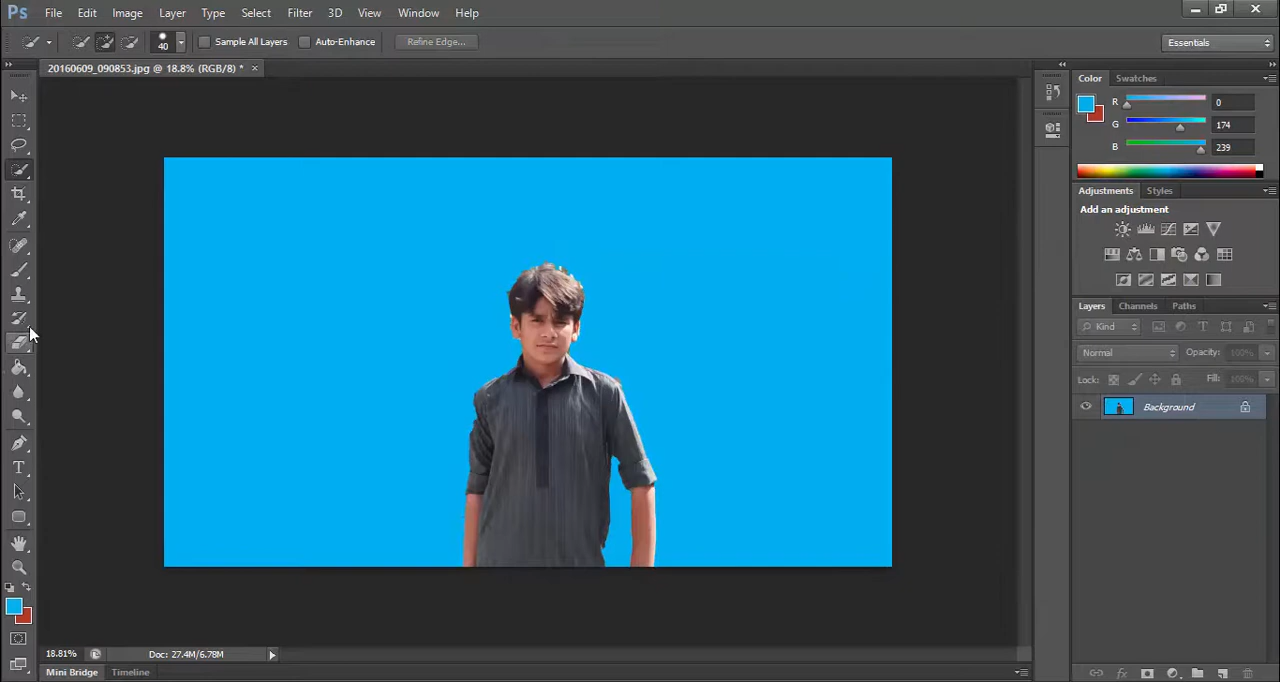 Ps File Edit Image Layer Type Select Filter 3D View Window Help
40 Sample All Layers Auto-Enhance Refine Edge... Essentials
20160609_090853.jpg @ 18.8% (RGB/8) *
Color Swatches
R 0
G 174
B 239
Adjustments Styles
Add an adjustment
Layers Channels Paths
Kind
Normal Opacity: 100%
Lock: Fill: 100%
Background
T
18.81% Doc: 27.4M/6.78M
Mini Bridge Timeline